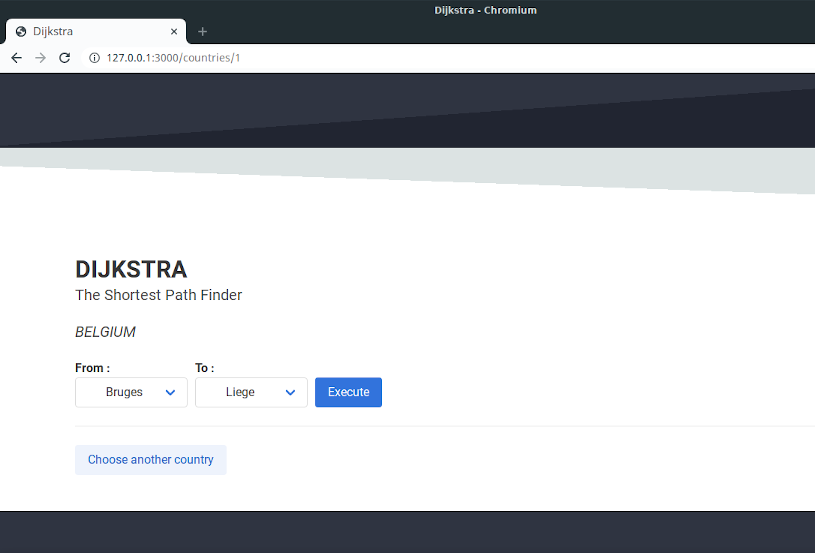 Dijkstra - Chromium
Dijkstra
127.0.0.1:3000/countries/1
DIJKSTRA
The Shortest Path Finder
BELGIUM
From : To :
Bruges Liege Execute
Choose another country